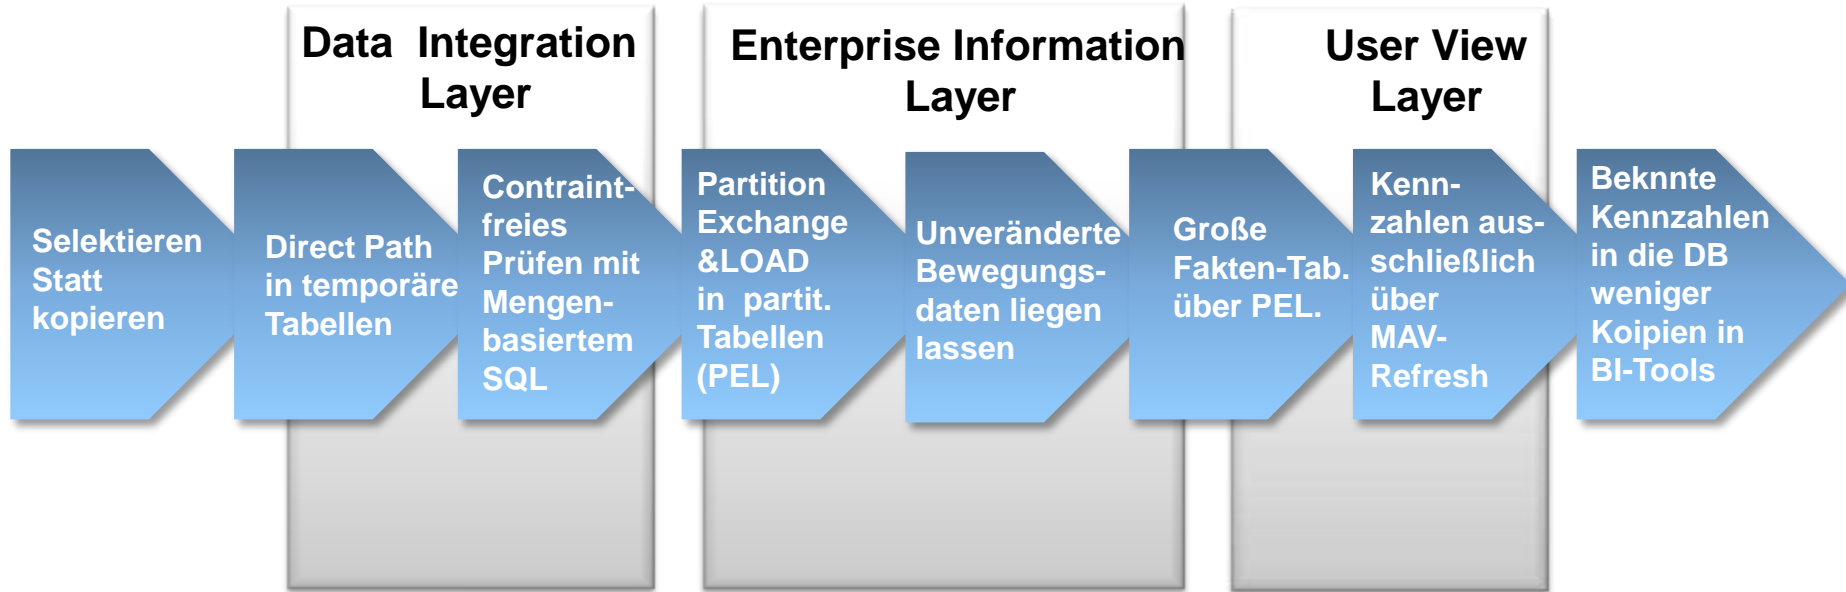 Data Integration
Layer
Enterprise Information
Layer
User View
Layer
Selektieren
Statt
kopieren
Direct Path
in temporäre
Tabellen
Contraint-
freies
Prüfen mit
Mengen-
basiertem
SQL
Partition
Exchange
&LOAD
in partit.
Tabellen
(PEL)
Unveränderte
Bewegungs-
daten liegen
lassen
Große
Fakten-Tab.
über PEL.
Kenn-
zahlen aus-
schließlich
über
MAV-
Refresh
Beknnte
Kennzahlen
in die DB
weniger
Koipien in
BI-Tools